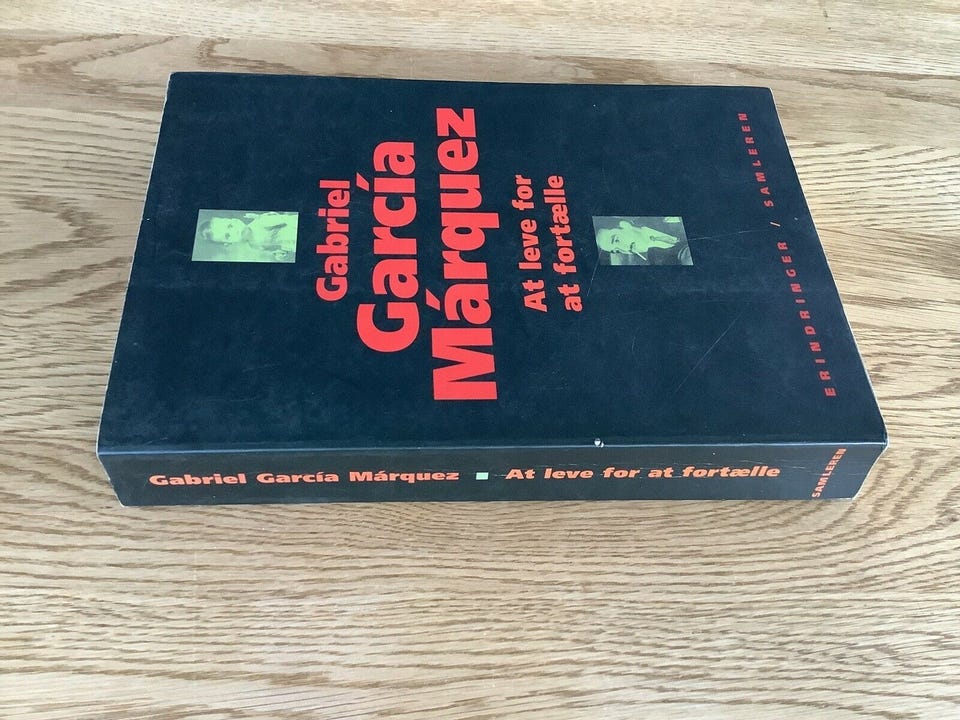 Gabriel
García
Márquez
At leve for
at fortælle
ERINDRINGER / SAMLEREN
Gabriel García Márquez ■ At leve for at fortælle
SAMLEREN